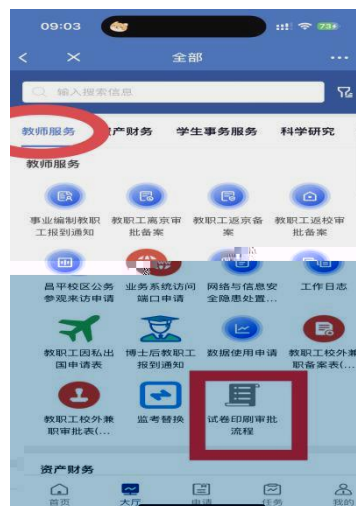 09:03
73
全部
输入搜索信息
教师服务 产财务 学生事务服务 科学研究
教师服务
事业编制教职 教职工离京审 教职工返京备 教职工返校审
工报到通知 批备案 案 批备案
昌平校区公务 业务系统访问 网络与信息安 工作日志
参观来访申请 端口申请 全隐患处置...
教职工因私出 博士后教职工 数据使用申请 教职工校外兼
国申请表 报到通知 职备案表(...
教职工校外兼 监考替换 试卷印刷审批
职审批表(... 流程
资产财务
首页 大厅 申请 任务 我的